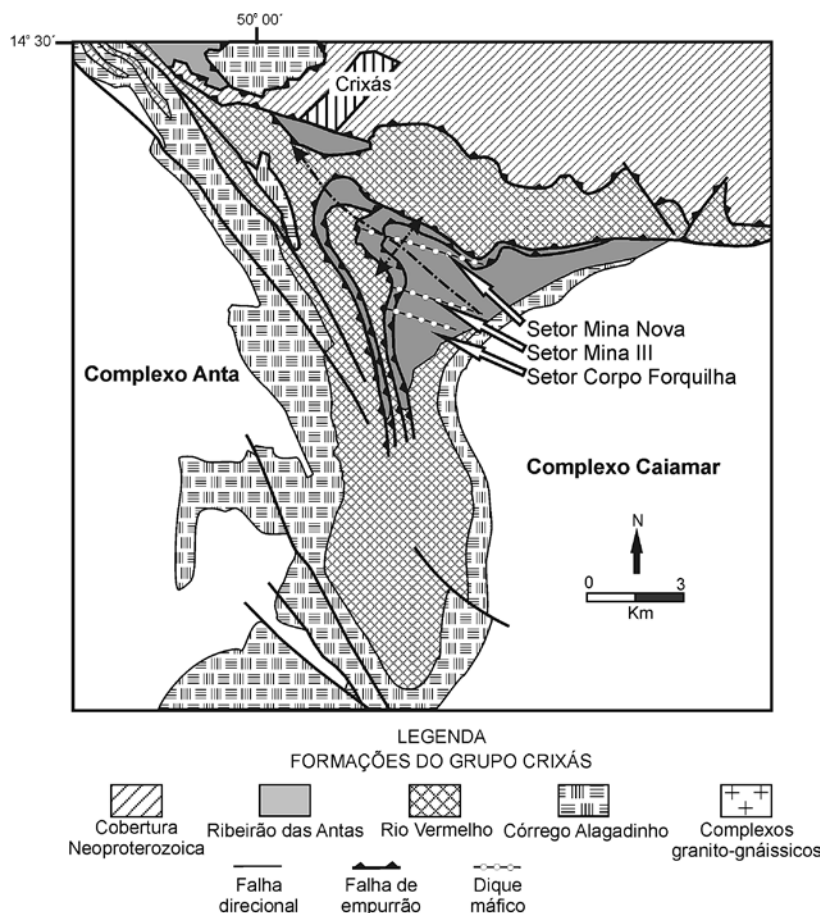 50° 00´
14° 30´
Crixás
Setor Mina Nova
Setor Mina III
Setor Corpo Forquilha
Complexo Anta
Complexo Caiamar
N
0 3
Km
LEGENDA
FORMAÇÕES DO GRUPO CRIXÁS
Cobertura
Neoproterozoica
Ribeirão das Antas
Rio Vermelho
Córrego Alagadinho
Complexos
granito-gnáissicos
Falha
direcional
Falha de
empurrão
Dique
máfico